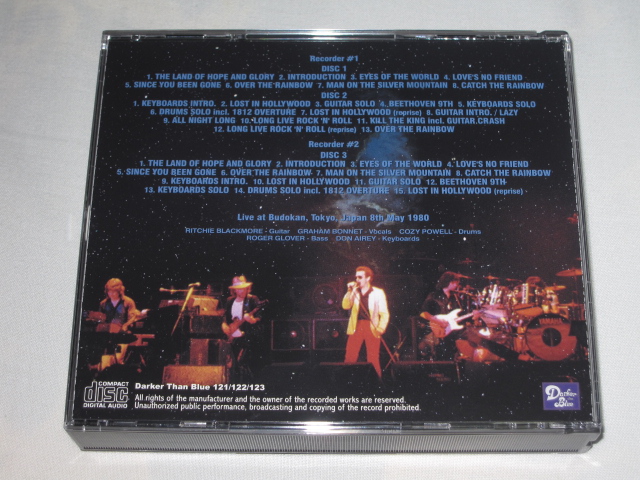 Recorder #1
DISC 1
1. THE LAND OF HOPE AND GLORY 2. INTRODUCTION 3. EYES OF THE WORLD 4. LOVE'S NO FRIEND
5. SINCE YOU BEEN GONE 6. OVER THE RAINBOW 7. MAN ON THE SILVER MOUNTAIN 8. CATCH THE RAINBOW
DISC 2
1. KEYBOARDS INTRO. 2. LOST IN HOLLYWOOD 3. GUITAR SOLO 4. BEETHOVEN 9TH 5. KEYBOARDS SOLO
6. DRUMS SOLO incl. 1812 OVERTURE 7. LOST IN HOLLYWOOD (reprise) 8. GUITAR INTRO. / LAZY
9. ALL NIGHT LONG 10. LONG LIVE ROCK 'N' ROLL 11. KILL THE KING incl. GUITAR CRASH
12. LONG LIVE ROCK 'N' ROLL (reprise) 13. OVER THE RAINBOW
Recorder #2
DISC 3
1. THE LAND OF HOPE AND GLORY 2. INTRODUCTION 3. EYES OF THE WORLD 4. LOVE'S NO FRIEND
5. SINCE YOU BEEN GONE 6. OVER THE RAINBOW 7. MAN ON THE SILVER MOUNTAIN 8. CATCH THE RAINBOW
9. KEYBOARDS INTRO. 10. LOST IN HOLLYWOOD 11. GUITAR SOLO 12. BEETHOVEN 9TH
13. KEYBOARDS SOLO 14. DRUMS SOLO incl. 1812 OVERTURE 15. LOST IN HOLLYWOOD (reprise)
Live at Budokan, Tokyo, Japan 8th May 1980
RITCHIE BLACKMORE - Guitar GRAHAM BONNET - Vocals COZY POWELL - Drums
ROGER GLOVER - Bass DON AIREY - Keyboards
COMPACT disc DIGITAL AUDIO
Darker Than Blue 121/122/123
All rights of the manufacturer and the owner of the recorded works are reserved.
Unauthorized public performance, broadcasting and copying of the record prohibited.
Darker Blue